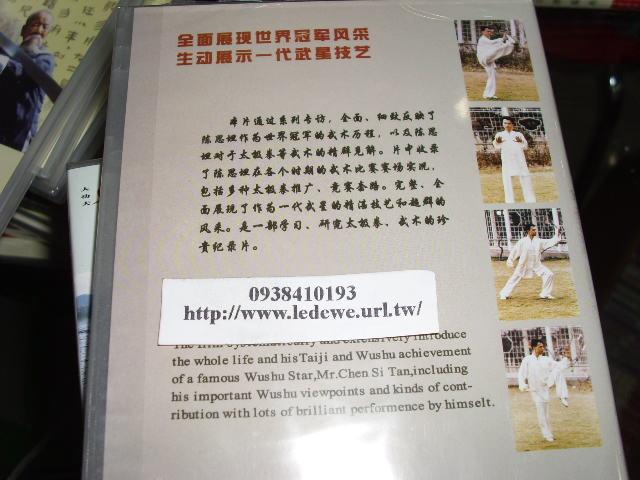 全面展现世界冠军风采
生动展示一代武星技艺
本片通过系列专访，全面、细致反映了
陈思坦作为世界冠军的武术历程，以及陈思
坦对于太极拳等武术的精辟见解。片中收录
了陈思坦在各个时期的武术比赛赛场实况，
包括多种太极拳推广、竞赛套路。完整、全
面展现了作为一代武星的精湛技艺和超群的
风采。是一部学习、研究太极拳、武术的珍
贵纪录片。
0938410193
http://www.ledewe.url.tw/
and extensively introduce
the whole life and hisTaiji and Wushu achievement
of a famous Wushu Star,Mr.Chen Si Tan,including
his important Wushu viewpoints and kinds of cont-
ribution with lots of brilliant performence by himselt.